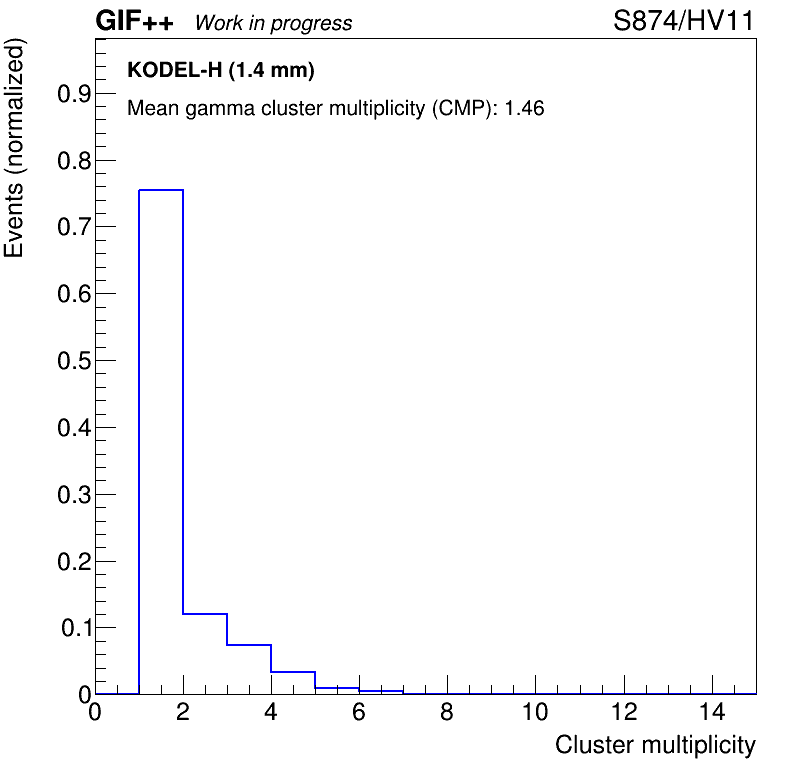 GIF++ Work in progress S874/HV11
KODEL-H (1.4 mm)
Mean gamma cluster multiplicity (CMP): 1.46
Events (normalized)
0.9
0.8
0.7
0.6
0.5
0.4
0.3
0.2
0.1
0
0 2 4 6 8 10 12 14
Cluster multiplicity